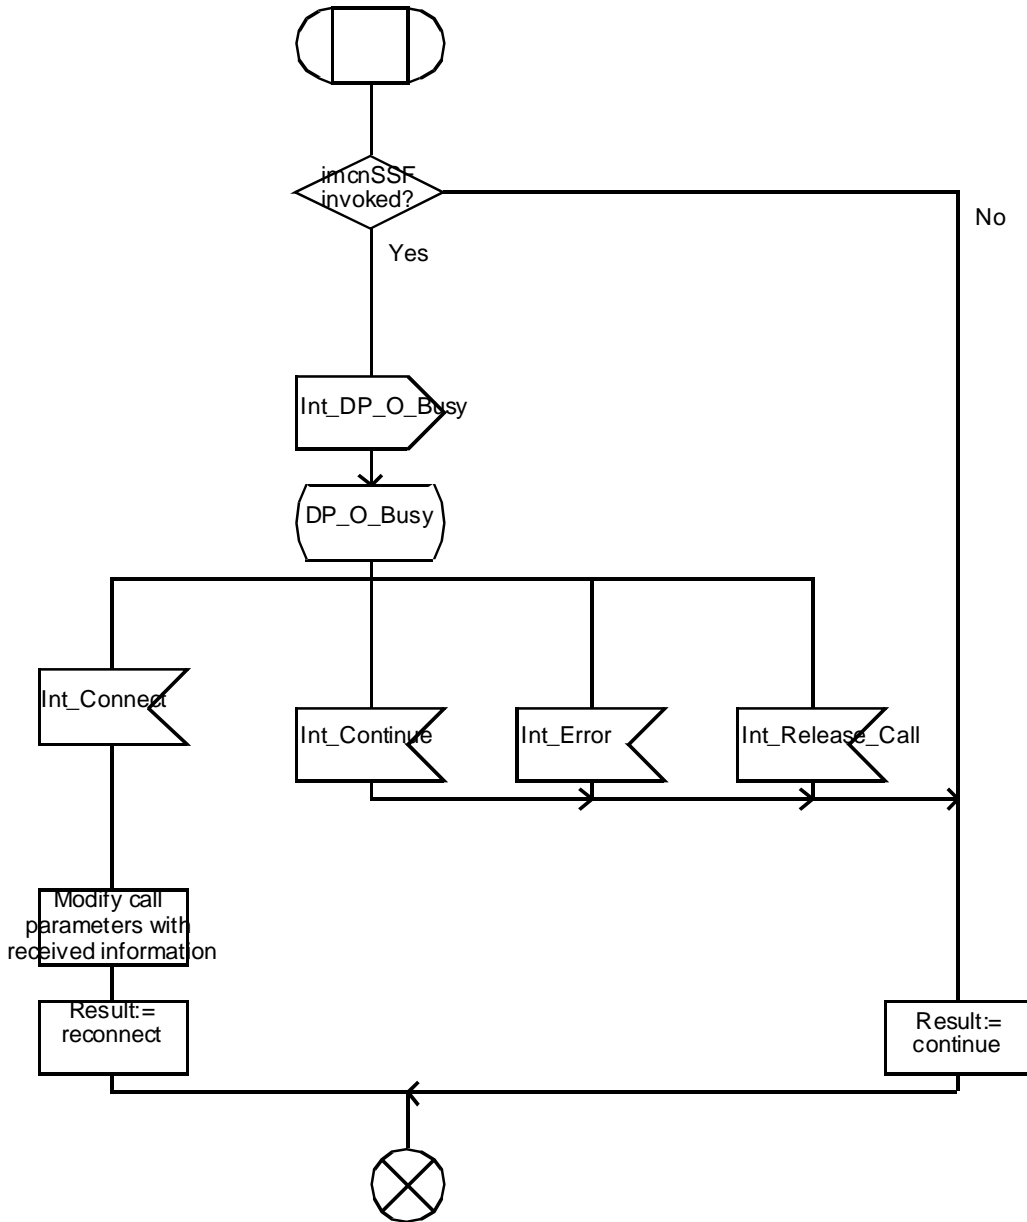 imcnSSF
invoked?
No
Yes
Int_DP_O_Busy
DP_O_Busy
Int_Connect
Int_Continue
Int_Error
Int_Release_Call
Modify call
parameters with
received information
Result:=
reconnect
Result:=
continue